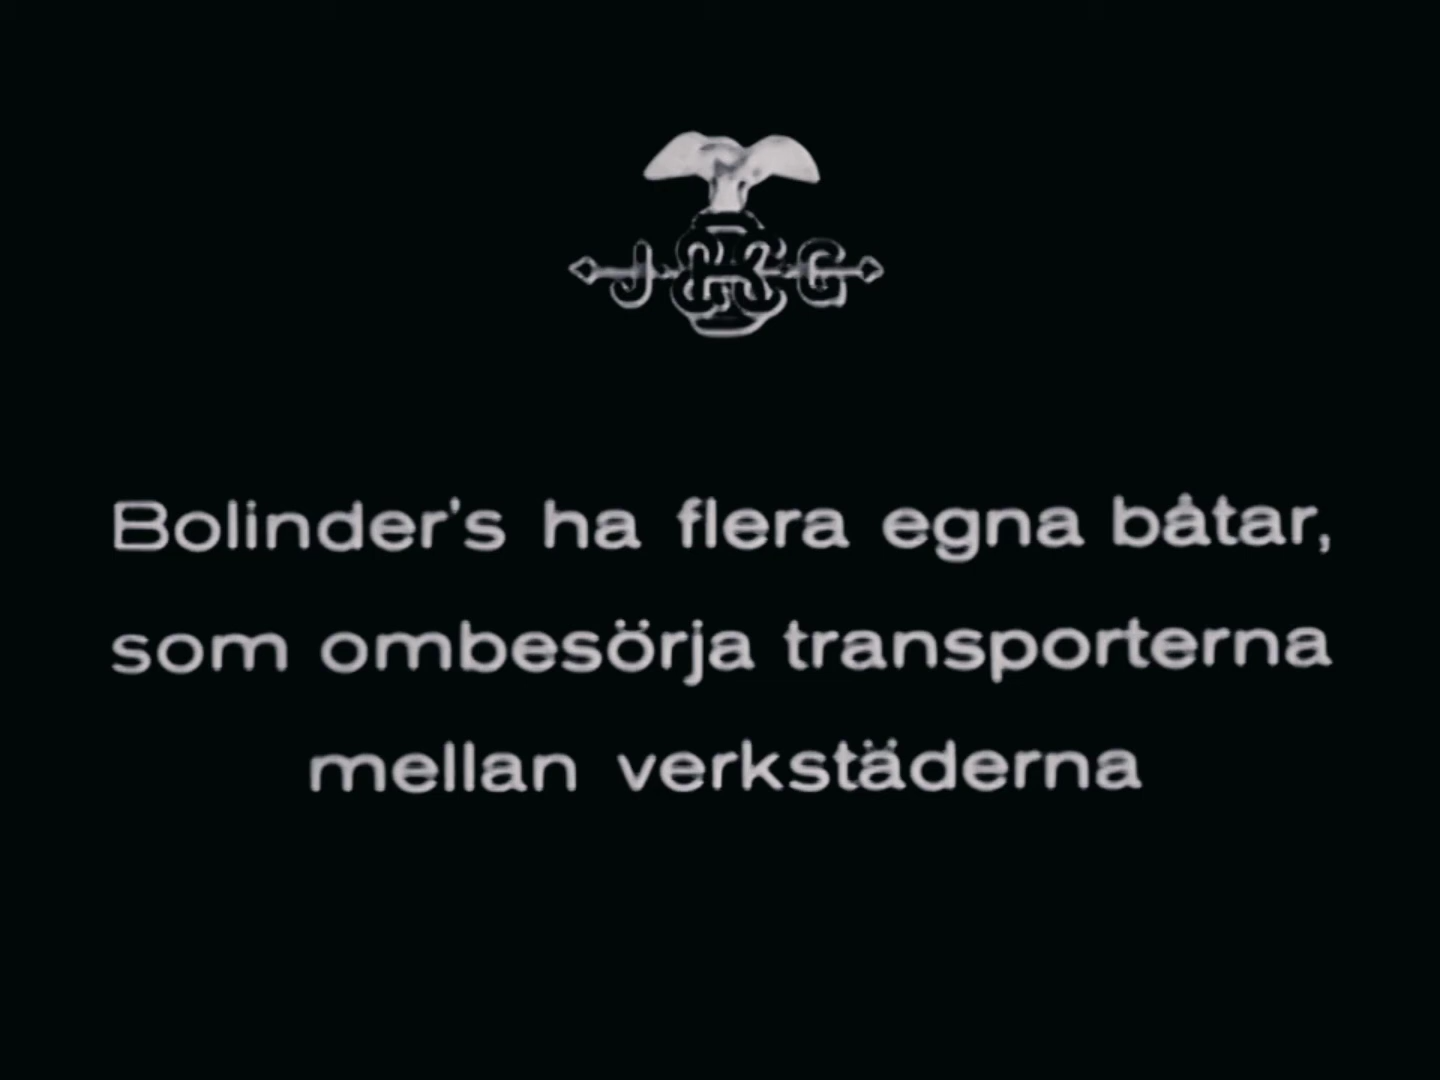 Bolinder's ha flera egna båtar,
som ombesörja transporterna
mellan verkstäderna